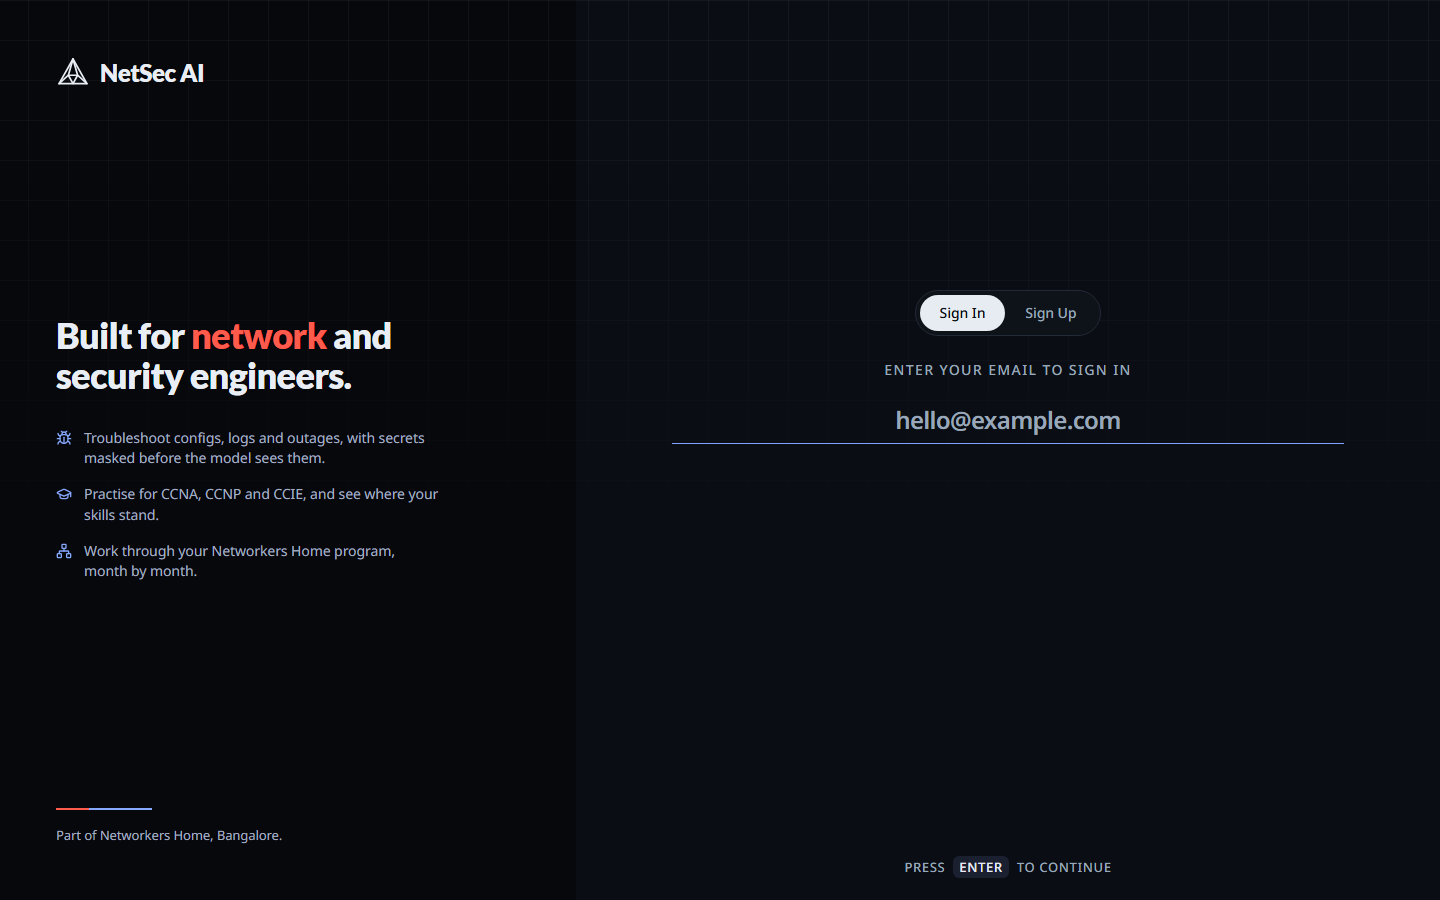 NetSec AI
Built for network and
security engineers.
Troubleshoot configs, logs and outages, with secrets
masked before the model sees them.
Practise for CCNA, CCNP and CCIE, and see where your
skills stand.
Work through your Networkers Home program,
month by month.
Part of Networkers Home, Bangalore.
Sign In Sign Up
ENTER YOUR EMAIL TO SIGN IN
hello@example.com
PRESS ENTER TO CONTINUE